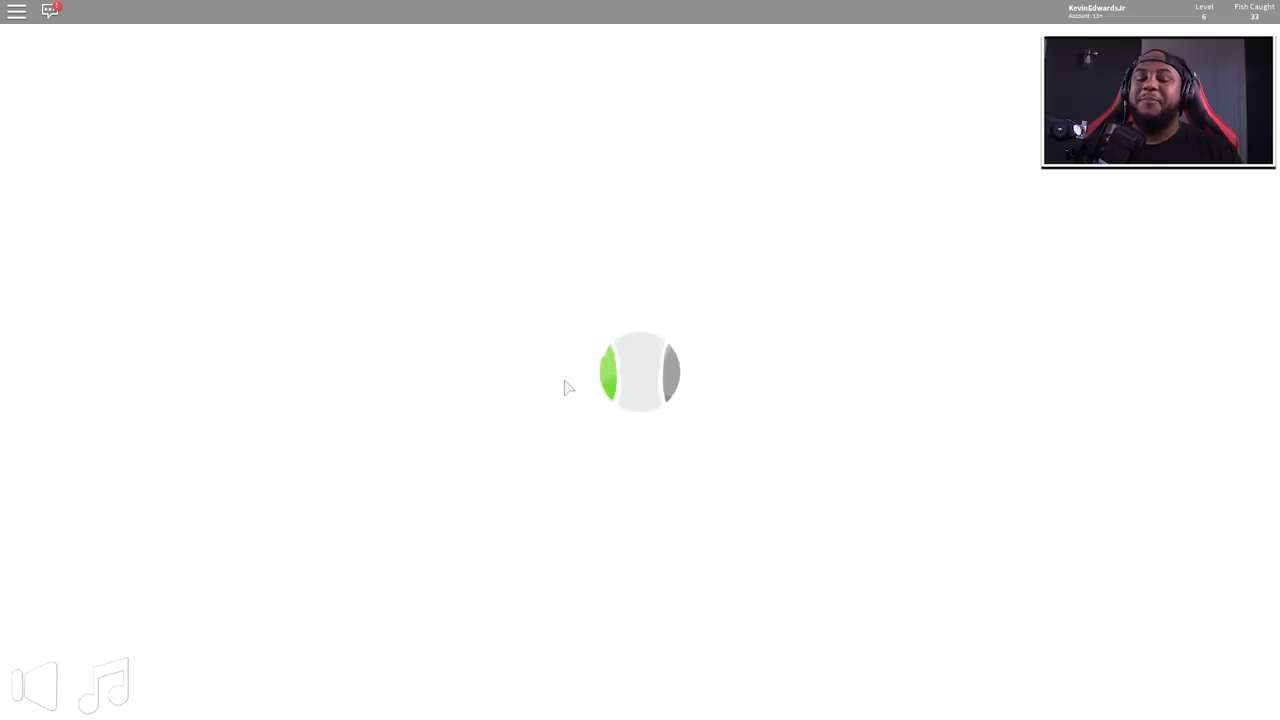 KevinEdwardsJr
Account: 13+
Level
6
Fish Caught
33
!